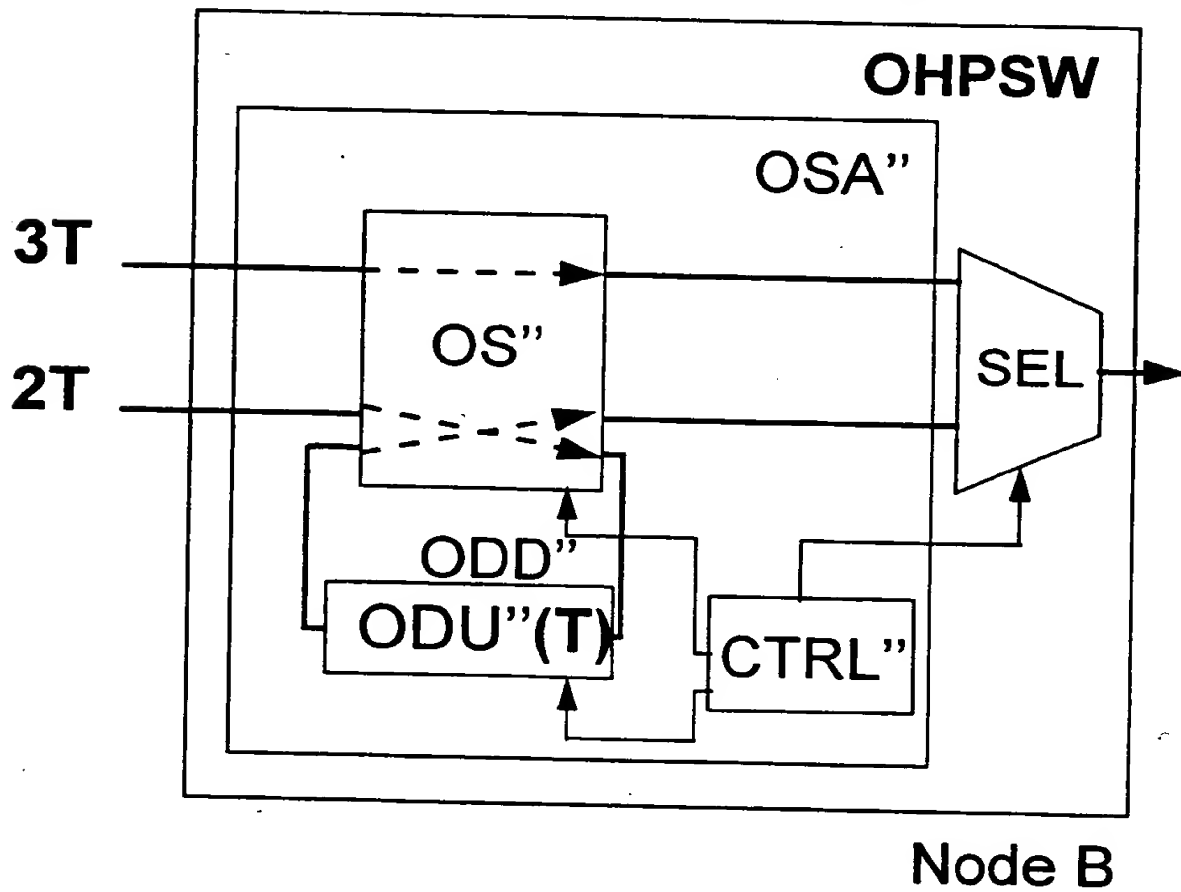 OHPSW
OSA”
3T
OS”
2T
SEL
ODD”
ODU”(T)
CTRL”
Node B